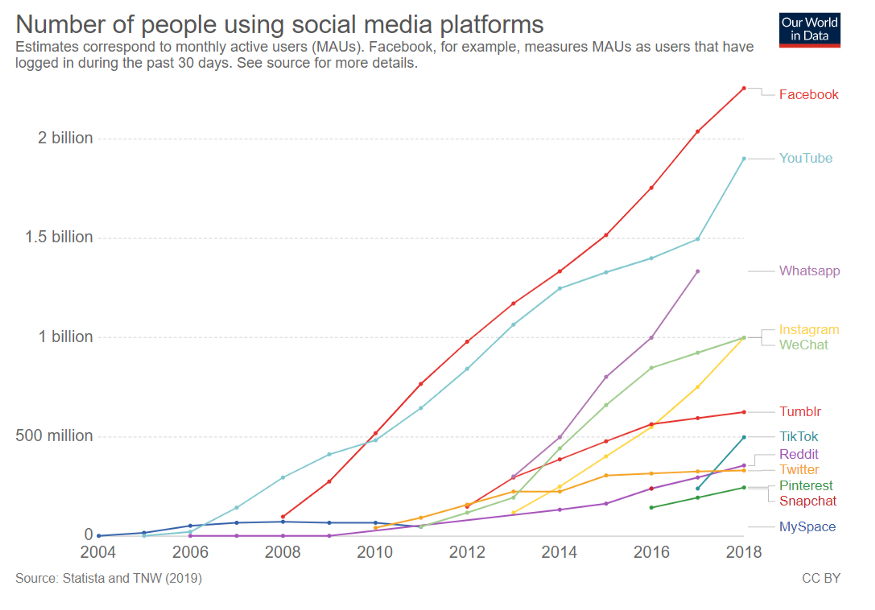 Number of people using social media platforms
Our World
in Data
Estimates correspond to monthly active users (MAUs). Facebook, for example, measures MAUs as users that have
logged in during the past 30 days. See source for more details.
Facebook
2 billion
YouTube
1.5 billion
Whatsapp
1 billion
Instagram
WeChat
Tumblr
500 million
TikTok
Reddit
Twitter
Pinterest
Snapchat
MySpace
0
2004 2006 2008 2010 2012 2014 2016 2018
Source: Statista and TNW (2019)
CC BY